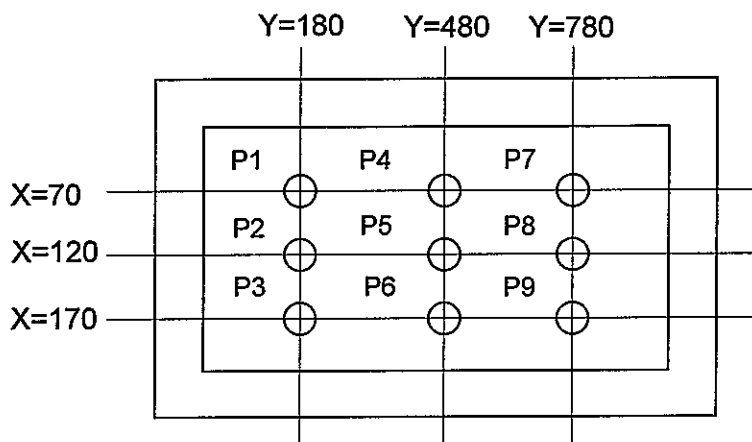 Y=180 Y=480 Y=780
P1 P4 P7
X=70
P2 P5 P8
X=120
P3 P6 P9
X=170